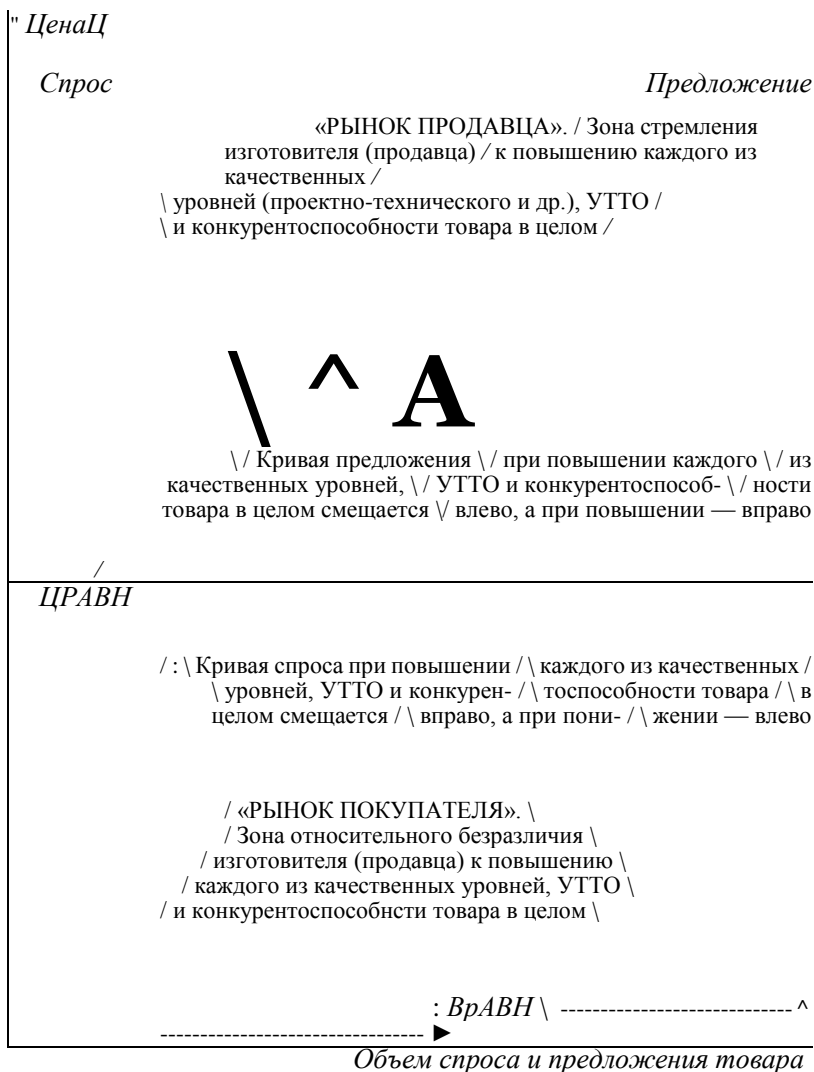 " ЦенаЦ
Спрос Предложение
«РЫНОК ПРОДАВЦА». / Зона стремления
изготовителя (продавца) / к повышению каждого из
качественных /
\ уровней (проектно-технического и др.), УТТО /
\ и конкурентоспособности товара в целом /
\ ^ А
\ / Кривая предложения \ / при повышении каждого \ / из
качественных уровней, \ / УТТО и конкурентоспособ- \ / ности
товара в целом смещается \/ влево, а при повышении — вправо
/
ЦРАВН
/ : \ Кривая спроса при повышении / \ каждого из качественных /
\ уровней, УТТО и конкурен- / \ тоспособности товара / \ в
целом смещается / \ вправо, а при пони- / \ жении — влево
/ «РЫНОК ПОКУПАТЕЛЯ». \
/ Зона относительного безразличия \
/ изготовителя (продавца) к повышению \
/ каждого из качественных уровней, УТТО \
/ и конкурентоспособнсти товара в целом \
: ВрАВН \ ----------------------------- ^
--------------------------------- ►
Объем спроса и предложения товара